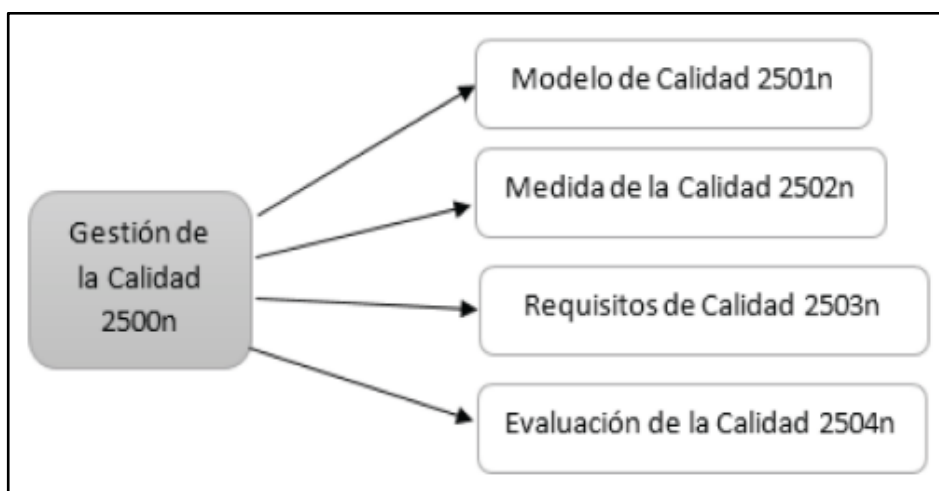 Gestión de
la Calidad
2500n
Modelo de Calidad 2501n
Medida de la Calidad 2502n
Requisitos de Calidad 2503n
Evaluación de la Calidad 2504n